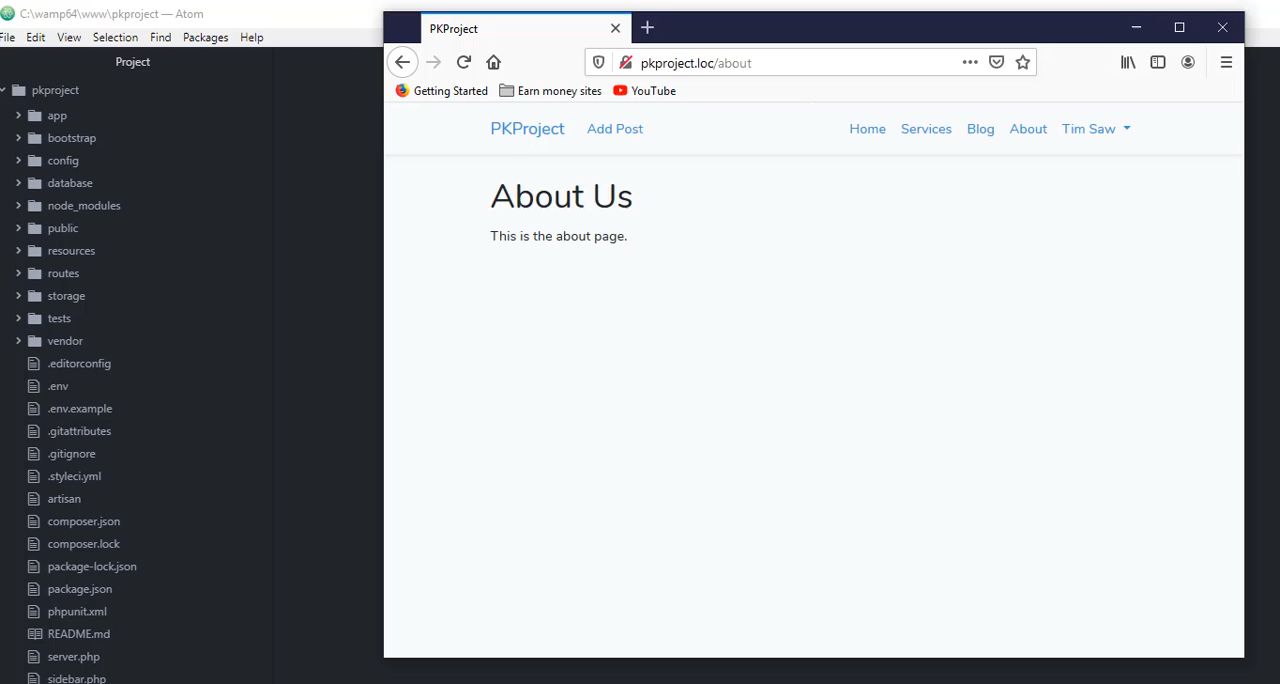 C:\wamp64\www\pkproject — Atom
File Edit View Selection Find Packages Help
Project
pkproject
app
bootstrap
config
database
node_modules
public
resources
routes
storage
tests
vendor
.editorconfig
.env
.env.example
.gitattributes
.gitignore
.styleci.yml
artisan
composer.json
composer.lock
package-lock.json
package.json
phpunit.xml
README.md
server.php
sidebar.php
PKProject
pkproject.loc/about
Getting Started Earn money sites YouTube
PKProject Add Post Home Services Blog About Tim Saw
About Us
This is the about page.